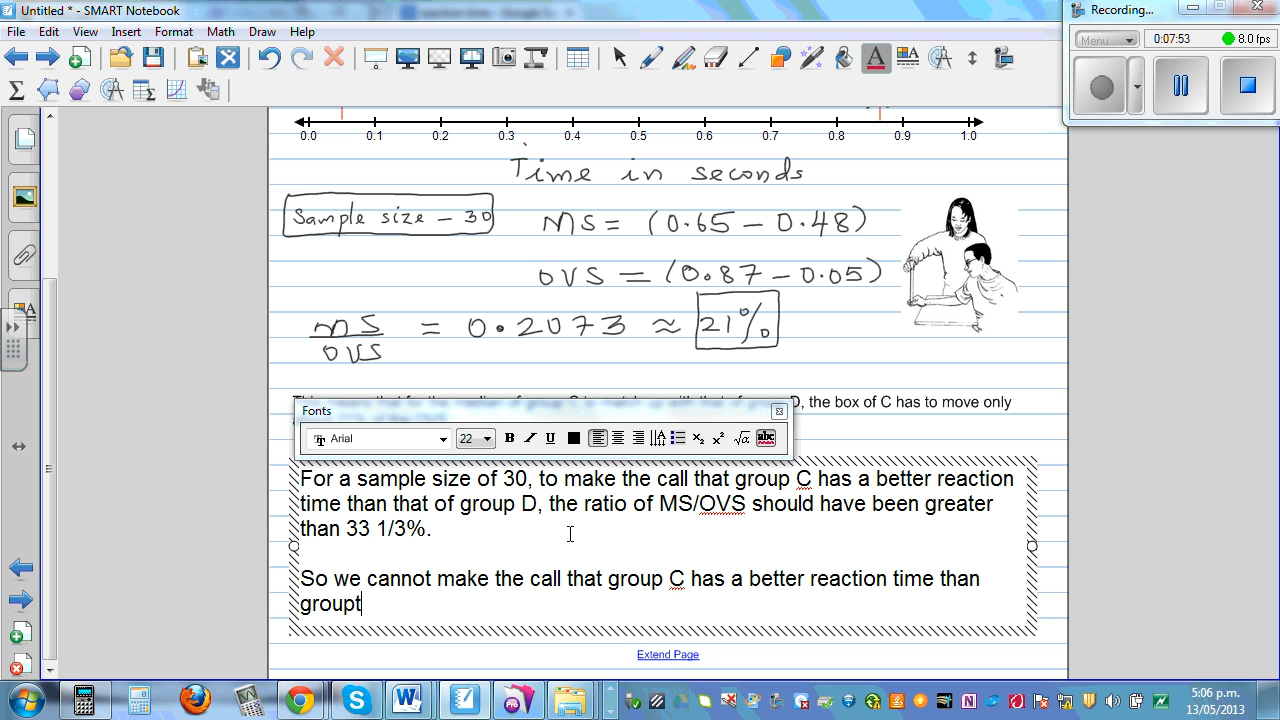 Untitled * - SMART Notebook
Recording...
File Edit View Insert Format Math Draw Help
Menu
0:07:53
8.0 fps
0.0 0.1 0.2 0.3 0.4 0.5 0.6 0.7 0.8 0.9 1.0
Time in seconds
Sample size - 30
MS = (0.65 - 0.48)
OVS = (0.87 - 0.05)
MS
OVS
= 0.2073 ≈ 21%
D, the box of C has to move only
Fonts
Arial
22
For a sample size of 30, to make the call that group C has a better reaction
time than that of group D, the ratio of MS/OVS should have been greater
than 33 1/3%.
So we cannot make the call that group C has a better reaction time than
groupt
Extend Page
5:06 p.m.
13/05/2013